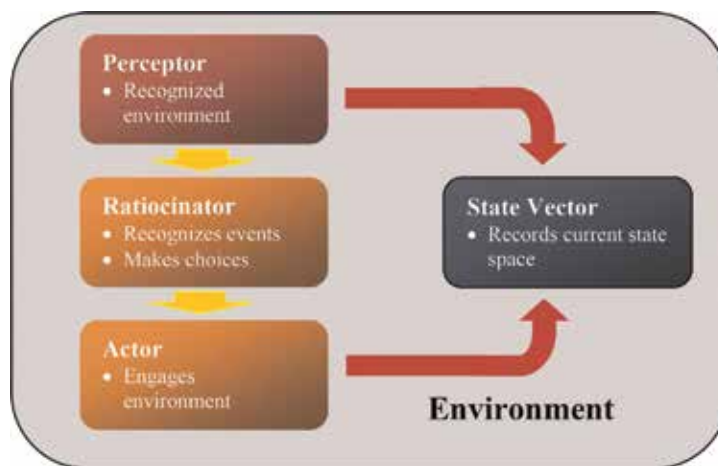 Perceptor
• Recognized
environment
Ratiocinator
• Recognizes events
• Makes choices
Actor
• Engages
environment
State Vector
• Records current state
space
Environment